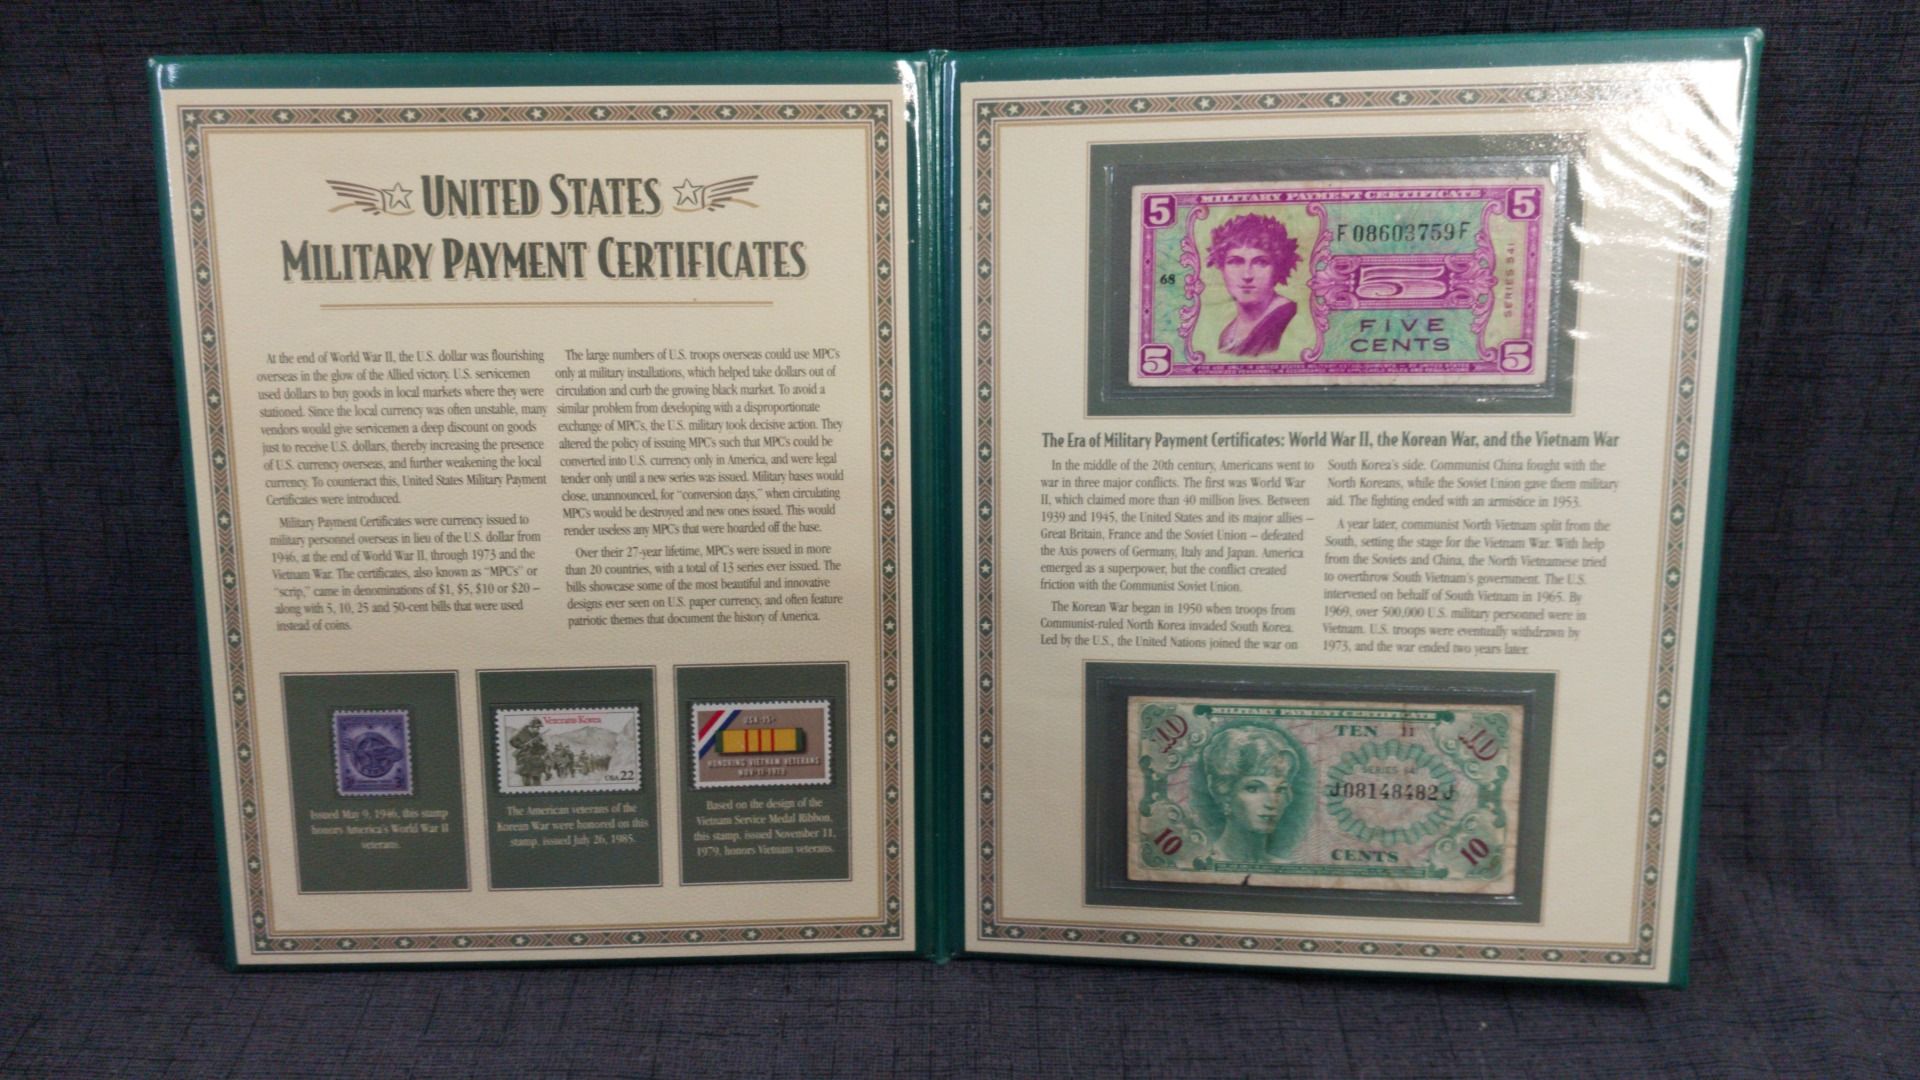 UNITED STATES
MILITARY PAYMENT CERTIFICATES
At the end of World War II, the U.S. dollar was flourishing
overseas in the glow of the Allied victory. U.S. servicemen
used dollars to buy goods in local markets where they were
stationed. Since the local currency was often unstable, many
vendors would give servicemen a deep discount on goods
just to receive U.S. dollars, thereby increasing the presence
of U.S. currency overseas, and further weakening the local
currency. To counteract this, United States Military Payment
Certificates were introduced.
Military Payment Certificates were currency issued to
military personnel overseas in lieu of the U.S. dollar from
1946, at the end of World War II, through 1973 and the
Vietnam War. The certificates, also known as "MPC's" or
"scrip," came in denominations of $1, $5, $10 or $20 –
along with 5, 10, 25 and 50-cent bills that were used
instead of coins.
The large numbers of U.S. troops overseas could use MPC's
only at military installations, which helped take dollars out of
circulation and curb the growing black market. To avoid a
similar problem from developing with a disproportionate
exchange of MPC's, the U.S. military took decisive action. They
altered the policy of issuing MPC's such that MPC's could be
converted into U.S. currency only in America, and were legal
tender only until a new series was issued. Military bases would
close, unannounced, for "conversion days," when circulating
MPC's would be destroyed and new ones issued. This would
render useless any MPC's that were hoarded off the base.
Over their 27-year lifetime, MPC's were issued in more
than 20 countries, with a total of 13 series ever issued. The
bills showcase some of the most beautiful and innovative
designs ever seen on U.S. paper currency, and often feature
patriotic themes that document the history of America.
Issued May 9, 1946, this stamp
honors America's World War II
veterans.
Veterans Korea
USA 22
The American veterans of the
Korean War were honored on this
stamp, issued July 26, 1985.
USA·15c
HONORING VIETNAM VETERANS
NOV·11·1979
Based on the design of the
Vietnam Service Medal Ribbon,
this stamp, issued November 11,
1979, honors Vietnam veterans.
MILITARY PAYMENT CERTIFICATE
5
5
F 08603759 F
68
5
SERIES 541
FIVE
CENTS
5
5
The Era of Military Payment Certificates: World War II, the Korean War, and the Vietnam War
In the middle of the 20th century, Americans went to
war in three major conflicts. The first was World War
II, which claimed more than 40 million lives. Between
1939 and 1945, the United States and its major allies –
Great Britain, France and the Soviet Union – defeated
the Axis powers of Germany, Italy and Japan. America
emerged as a superpower, but the conflict created
friction with the Communist Soviet Union.
The Korean War began in 1950 when troops from
Communist-ruled North Korea invaded South Korea.
Led by the U.S., the United Nations joined the war on
South Korea's side. Communist China fought with the
North Koreans, while the Soviet Union gave them military
aid. The fighting ended with an armistice in 1953.
A year later, communist North Vietnam split from the
South, setting the stage for the Vietnam War. With help
from the Soviets and China, the North Vietnamese tried
to overthrow South Vietnam's government. The U.S.
intervened on behalf of South Vietnam in 1965. By
1969, over 500,000 U.S. military personnel were in
Vietnam. U.S. troops were eventually withdrawn by
1973, and the war ended two years later.
MILITARY PAYMENT CERTIFICATE
10
TEN 11
10
SERIES
J08148482J
10
CENTS
10